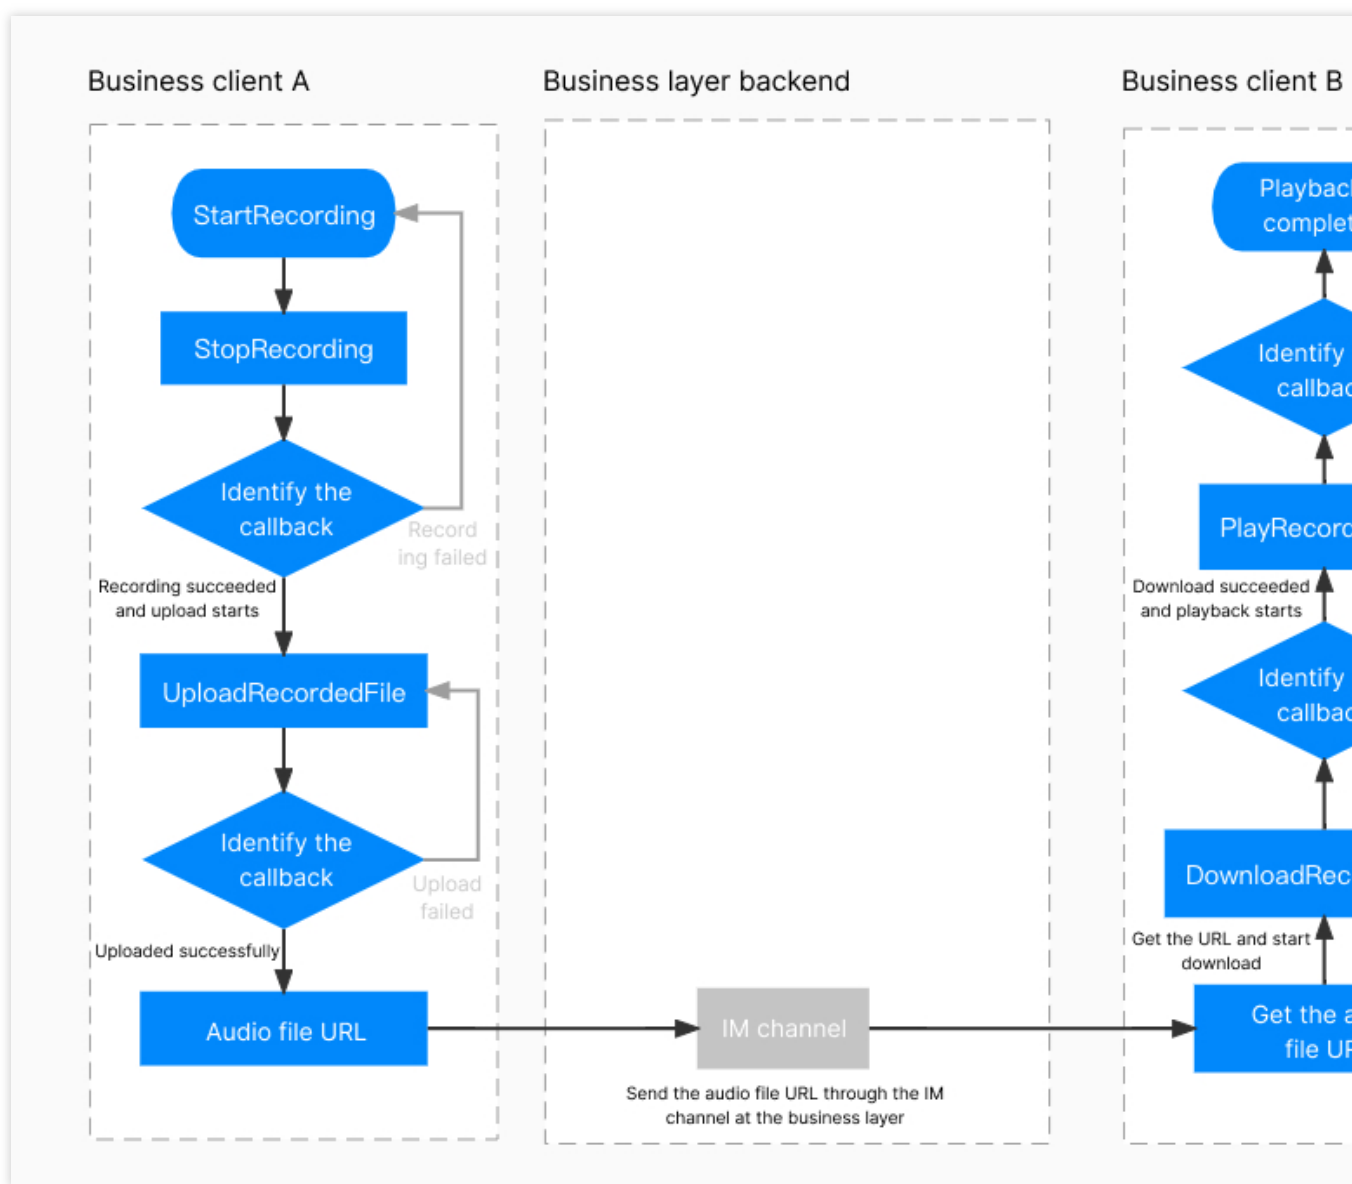 Business client A
StartRecording
StopRecording
Identify the
callback
Record
ing failed
Recording succeeded
and upload starts
UploadRecordedFile
Identify the
callback
Upload
failed
Uploaded successfully
Audio file URL
Business layer backend
IM channel
Send the audio file URL through the IM
channel at the business layer
Business client B
Identify
PlayRecord
Download succeeded
and playback starts
Identify
Get the URL and start
download
Get the
file